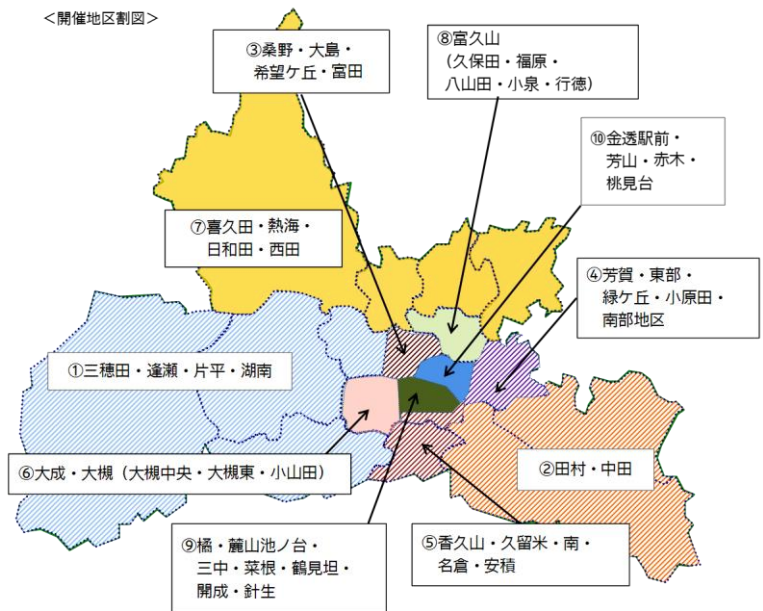 ＜開催地区割図＞
③桑野・大島・
希望ケ丘・富田
⑧富久山
(久保田・福原・
八山田・小泉・行徳）
⑩金透駅前・
芳山・赤木・
桃見台
⑦喜久田・熱海・
日和田・西田
④芳賀・東部・
緑ケ丘・小原田・
南部地区
①三穂田・逢瀬・片平・湖南
⑥大成・大槻（大槻中央・大槻東・小山田）
②田村・中田
⑨橘・麓山池ノ台・
三中・菜根・鶴見坦・
開成・針生
⑤香久山・久留米・南・
名倉・安積